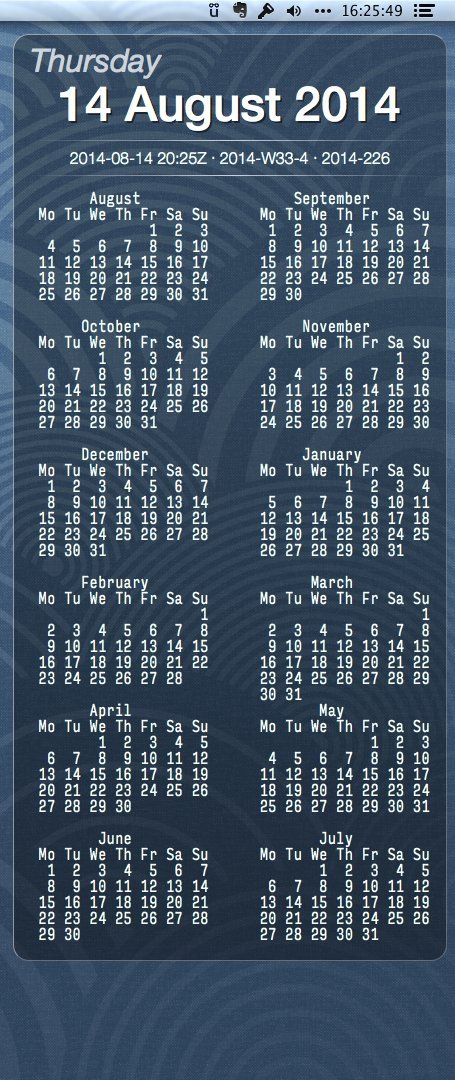 ü 16:25:49
Thursday
14 August 2014
2014-08-14 20:25Z · 2014-W33-4 · 2014-226
August September
Mo Tu We Th Fr Sa Su Mo Tu We Th Fr Sa Su
1 2 3 1 2 3 4 5 6 7
4 5 6 7 8 9 10 8 9 10 11 12 13 14
11 12 13 14 15 16 17 15 16 17 18 19 20 21
18 19 20 21 22 23 24 22 23 24 25 26 27 28
25 26 27 28 29 30 31 29 30
October November
Mo Tu We Th Fr Sa Su Mo Tu We Th Fr Sa Su
1 2 3 4 5 1 2
6 7 8 9 10 11 12 3 4 5 6 7 8 9
13 14 15 16 17 18 19 10 11 12 13 14 15 16
20 21 22 23 24 25 26 17 18 19 20 21 22 23
27 28 29 30 31 24 25 26 27 28 29 30
December January
Mo Tu We Th Fr Sa Su Mo Tu We Th Fr Sa Su
1 2 3 4 5 6 7 1 2 3 4
8 9 10 11 12 13 14 5 6 7 8 9 10 11
15 16 17 18 19 20 21 12 13 14 15 16 17 18
22 23 24 25 26 27 28 19 20 21 22 23 24 25
29 30 31 26 27 28 29 30 31
February March
Mo Tu We Th Fr Sa Su Mo Tu We Th Fr Sa Su
1 1
2 3 4 5 6 7 8 2 3 4 5 6 7 8
9 10 11 12 13 14 15 9 10 11 12 13 14 15
16 17 18 19 20 21 22 16 17 18 19 20 21 22
23 24 25 26 27 28 23 24 25 26 27 28 29
30 31
April May
Mo Tu We Th Fr Sa Su Mo Tu We Th Fr Sa Su
1 2 3 4 5 1 2 3
6 7 8 9 10 11 12 4 5 6 7 8 9 10
13 14 15 16 17 18 19 11 12 13 14 15 16 17
20 21 22 23 24 25 26 18 19 20 21 22 23 24
27 28 29 30 25 26 27 28 29 30 31
June July
Mo Tu We Th Fr Sa Su Mo Tu We Th Fr Sa Su
1 2 3 4 5 6 7 1 2 3 4 5
8 9 10 11 12 13 14 6 7 8 9 10 11 12
15 16 17 18 19 20 21 13 14 15 16 17 18 19
22 23 24 25 26 27 28 20 21 22 23 24 25 26
29 30 27 28 29 30 31